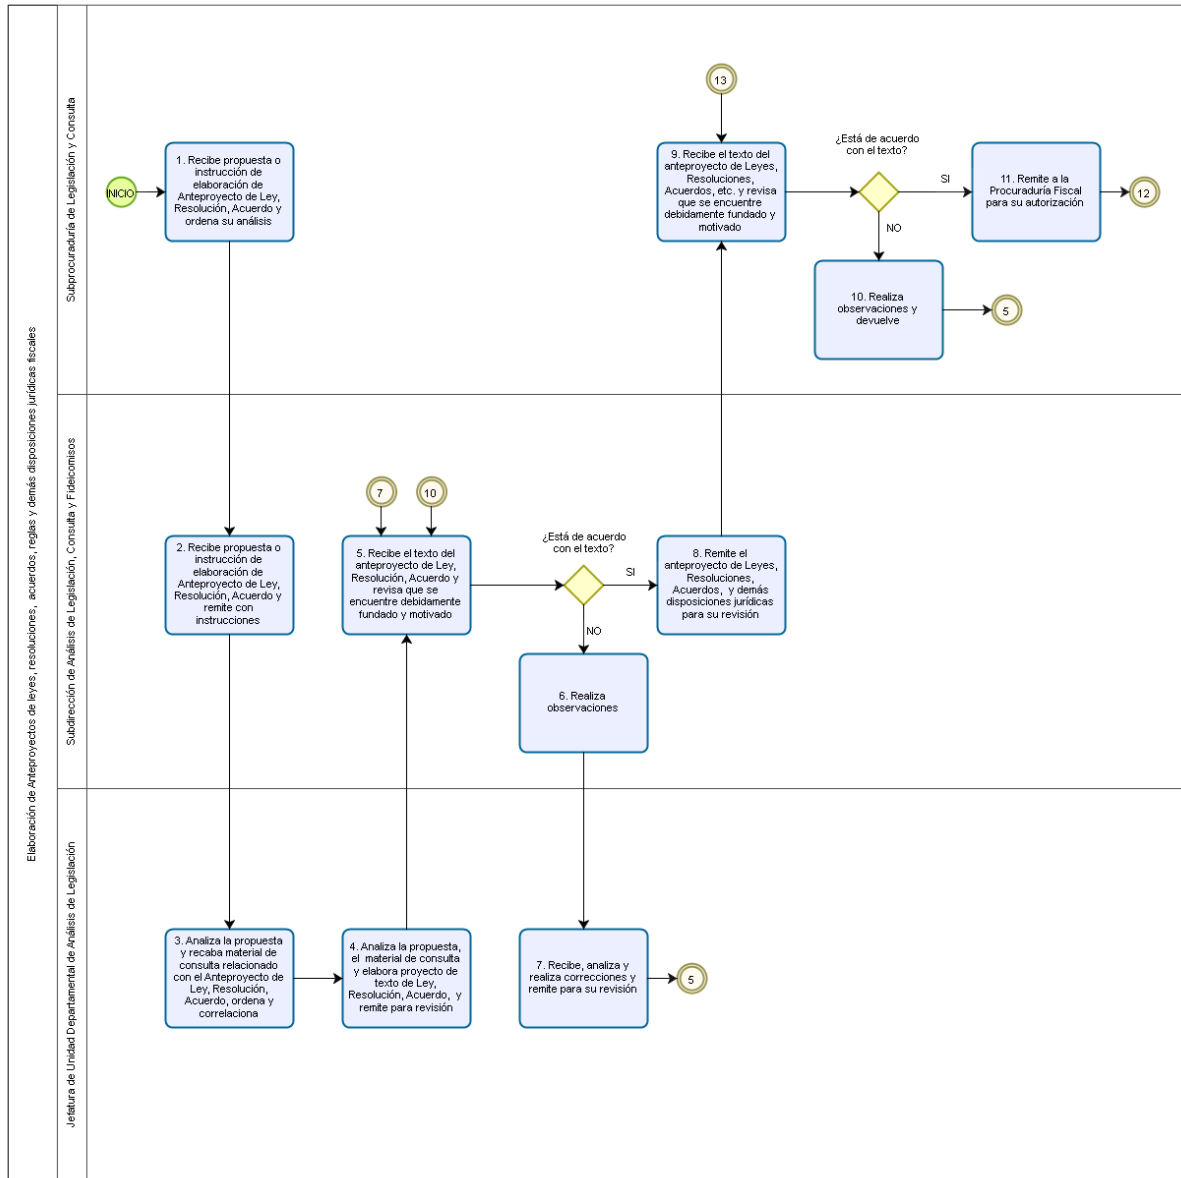 Elaboración de Anteproyectos de leyes, resoluciones, acuerdos, reglas y demás disposiciones jurídicas fiscales
Subprocuraduría de Legislación y Consulta
INICIO
1. Recibe propuesta o
instrucción de
elaboración de
Anteproyecto de Ley,
Resolución, Acuerdo y
ordena su análisis
13
9. Recibe el texto del
anteproyecto de Leyes,
Resoluciones,
Acuerdos, etc. y revisa
que se encuentre
debidamente fundado y
motivado
¿Está de acuerdo
con el texto?
SI
NO
11. Remite a la
Procuraduría Fiscal
para su autorización
12
10. Realiza
observaciones y
devuelve
5
Subdirección de Análisis de Legislación, Consulta y Fideicomisos
2. Recibe propuesta o
instrucción de
elaboración de
Anteproyecto de Ley,
Resolución, Acuerdo y
remite con
instrucciones
7
10
5. Recibe el texto del
anteproyecto de Ley,
Resolución, Acuerdo y
revisa que se
encuentre debidamente
fundado y motivado
¿Está de acuerdo
con el texto?
SI
NO
8. Remite el
anteproyecto de Leyes,
Resoluciones,
Acuerdos, y demás
disposiciones jurídicas
para su revisión
6. Realiza
observaciones
Jefatura de Unidad Departamental de Análisis de Legislación
3. Analiza la propuesta
y recaba material de
consulta relacionado
con el Anteproyecto de
Ley, Resolución,
Acuerdo, ordena y
correlaciona
4. Analiza la propuesta,
el material de consulta
y elabora proyecto de
texto de Ley,
Resolución, Acuerdo, y
remite para revisión
7. Recibe, analiza y
realiza correcciones y
remite para su revisión
5